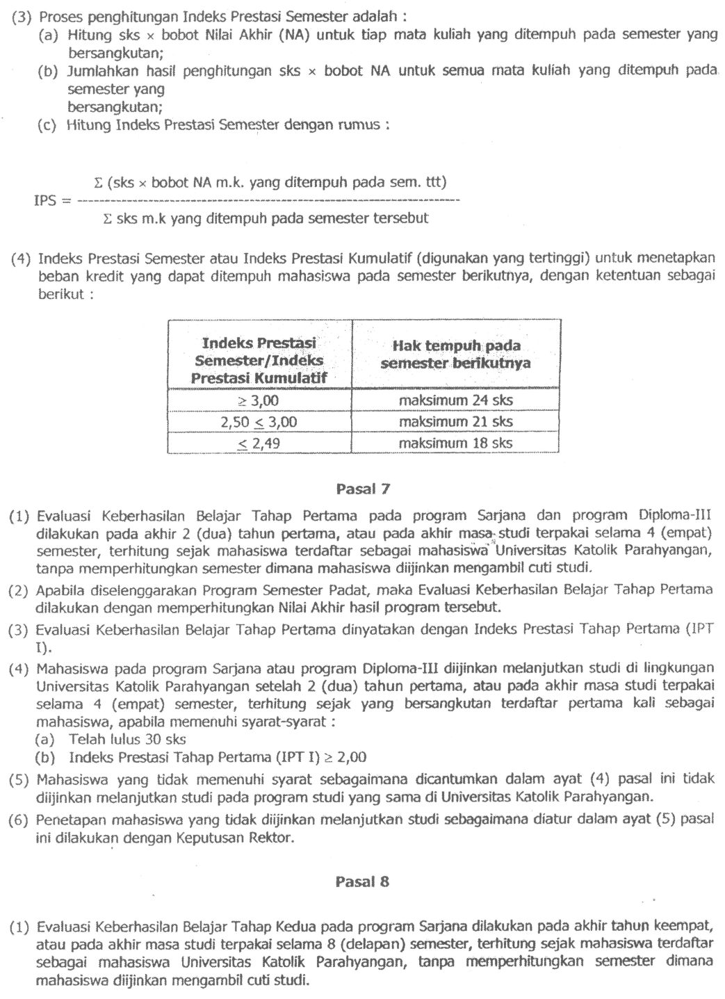 (3) Proses penghitungan Indeks Prestasi Semester adalah :
(a) Hitung sks × bobot Nilai Akhir (NA) untuk tiap mata kuliah yang ditempuh pada semester yang
bersangkutan;
(b) Jumlahkan hasil penghitungan sks × bobot NA untuk semua mata kuliah yang ditempuh pada
semester yang
bersangkutan;
(c) Hitung Indeks Prestasi Semester dengan rumus :
Σ (sks × bobot NA m.k. yang ditempuh pada sem. ttt)
IPS = ----------------------------------------------------------------------
Σ sks m.k yang ditempuh pada semester tersebut
(4) Indeks Prestasi Semester atau Indeks Prestasi Kumulatif (digunakan yang tertinggi) untuk menetapkan
beban kredit yang dapat ditempuh mahasiswa pada semester berikutnya, dengan ketentuan sebagai
berikut :
Indeks Prestasi
Semester/Indeks
Prestasi Kumulatif
Hak tempuh pada
semester berikutnya
≥ 3,00 maksimum 24 sks
2,50 ≤ 3,00 maksimum 21 sks
≤ 2,49 maksimum 18 sks
Pasal 7
(1) Evaluasi Keberhasilan Belajar Tahap Pertama pada program Sarjana dan program Diploma-III
dilakukan pada akhir 2 (dua) tahun pertama, atau pada akhir masa studi terpakai selama 4 (empat)
semester, terhitung sejak mahasiswa terdaftar sebagai mahasiswa Universitas Katolik Parahyangan,
tanpa memperhitungkan semester dimana mahasiswa diijinkan mengambil cuti studi.
(2) Apabila diselenggarakan Program Semester Padat, maka Evaluasi Keberhasilan Belajar Tahap Pertama
dilakukan dengan memperhitungkan Nilai Akhir hasil program tersebut.
(3) Evaluasi Keberhasilan Belajar Tahap Pertama dinyatakan dengan Indeks Prestasi Tahap Pertama (IPT
I).
(4) Mahasiswa pada program Sarjana atau program Diploma-III diijinkan melanjutkan studi di lingkungan
Universitas Katolik Parahyangan setelah 2 (dua) tahun pertama, atau pada akhir masa studi terpakai
selama 4 (empat) semester, terhitung sejak yang bersangkutan terdaftar pertama kali sebagai
mahasiswa, apabila memenuhi syarat-syarat :
(a) Telah lulus 30 sks
(b) Indeks Prestasi Tahap Pertama (IPT I) ≥ 2,00
(5) Mahasiswa yang tidak memenuhi syarat sebagaimana dicantumkan dalam ayat (4) pasal ini tidak
diijinkan melanjutkan studi pada program studi yang sama di Universitas Katolik Parahyangan.
(6) Penetapan mahasiswa yang tidak diijinkan melanjutkan studi sebagaimana diatur dalam ayat (5) pasal
ini dilakukan dengan Keputusan Rektor.
Pasal 8
(1) Evaluasi Keberhasilan Belajar Tahap Kedua pada program Sarjana dilakukan pada akhir tahun keempat,
atau pada akhir masa studi terpakai selama 8 (delapan) semester, terhitung sejak mahasiswa terdaftar
sebagai mahasiswa Universitas Katolik Parahyangan, tanpa memperhitungkan semester dimana
mahasiswa diijinkan mengambil cuti studi.